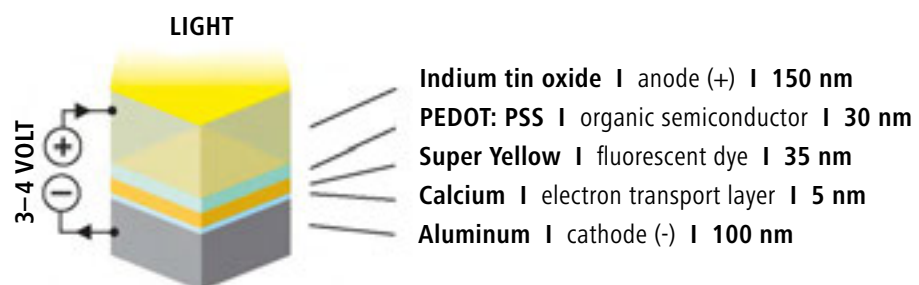 LIGHT
3–4 VOLT
+
−
Indium tin oxide I anode (+) I 150 nm
PEDOT: PSS I organic semiconductor I 30 nm
Super Yellow I fluorescent dye I 35 nm
Calcium I electron transport layer I 5 nm
Aluminum I cathode (-) I 100 nm